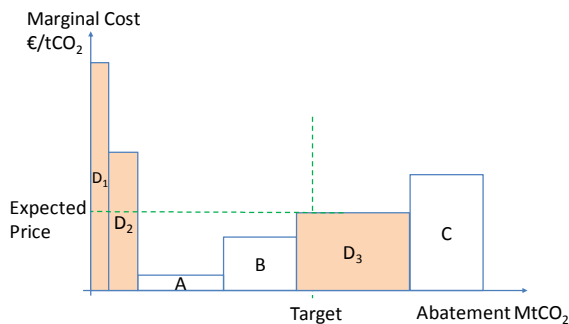 Marginal Cost
€/tCO₂
D₁
D₂
Expected
Price
A
B
D₃
C
Target
Abatement MtCO₂